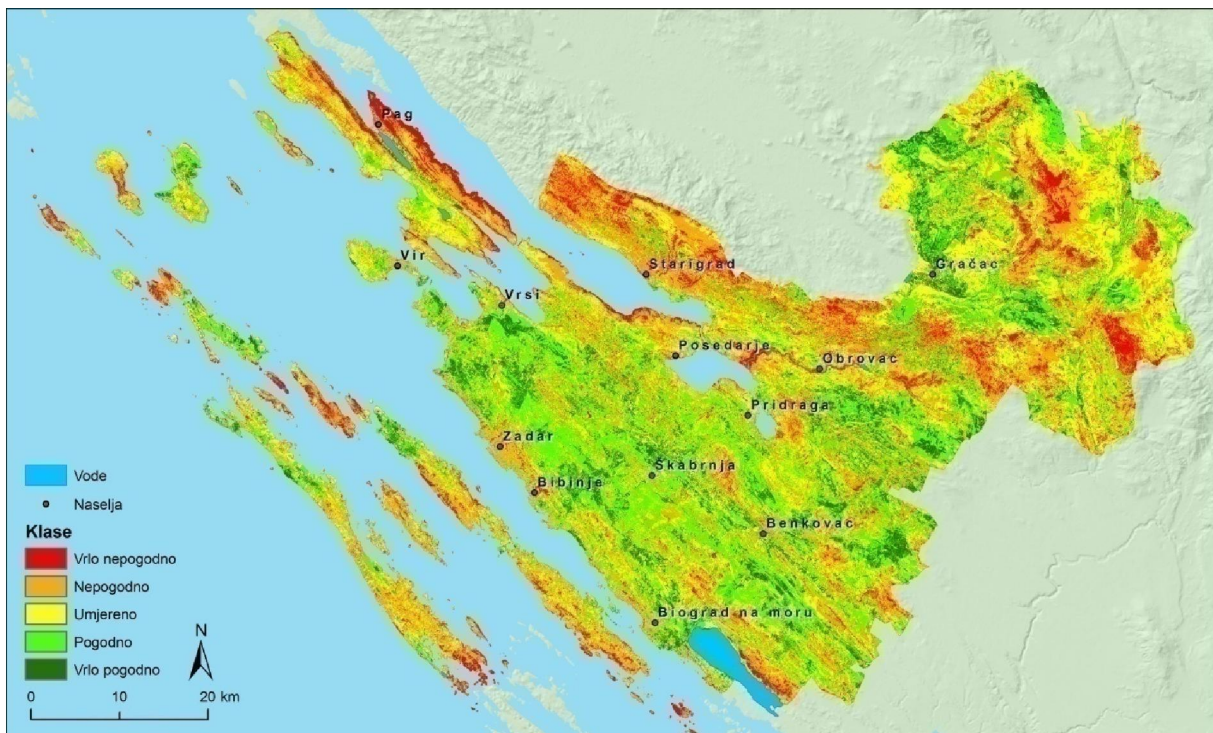 Pag
Vir
Starigrad
Gračac
Vrsi
Posedarje
Obrovac
Pridraga
Zadar
Škabrnja
Bibinje
Benkovac
Biograd na moru
Vode
Naselja
Klase
Vrlo nepogodno
Nepogodno
Umjereno
Pogodno
Vrlo pogodno
N
0 10 20 km